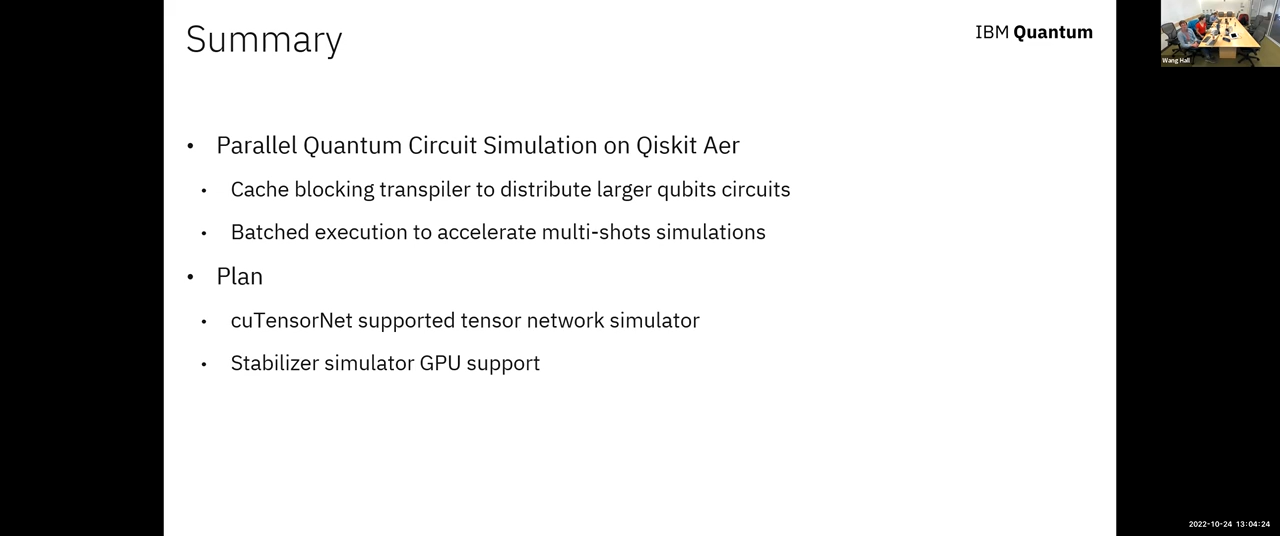 Summary
IBM Quantum
Wang Hall
• Parallel Quantum Circuit Simulation on Qiskit Aer
• Cache blocking transpiler to distribute larger qubits circuits
• Batched execution to accelerate multi-shots simulations
• Plan
• cuTensorNet supported tensor network simulator
• Stabilizer simulator GPU support
2022-10-24 13:04:24